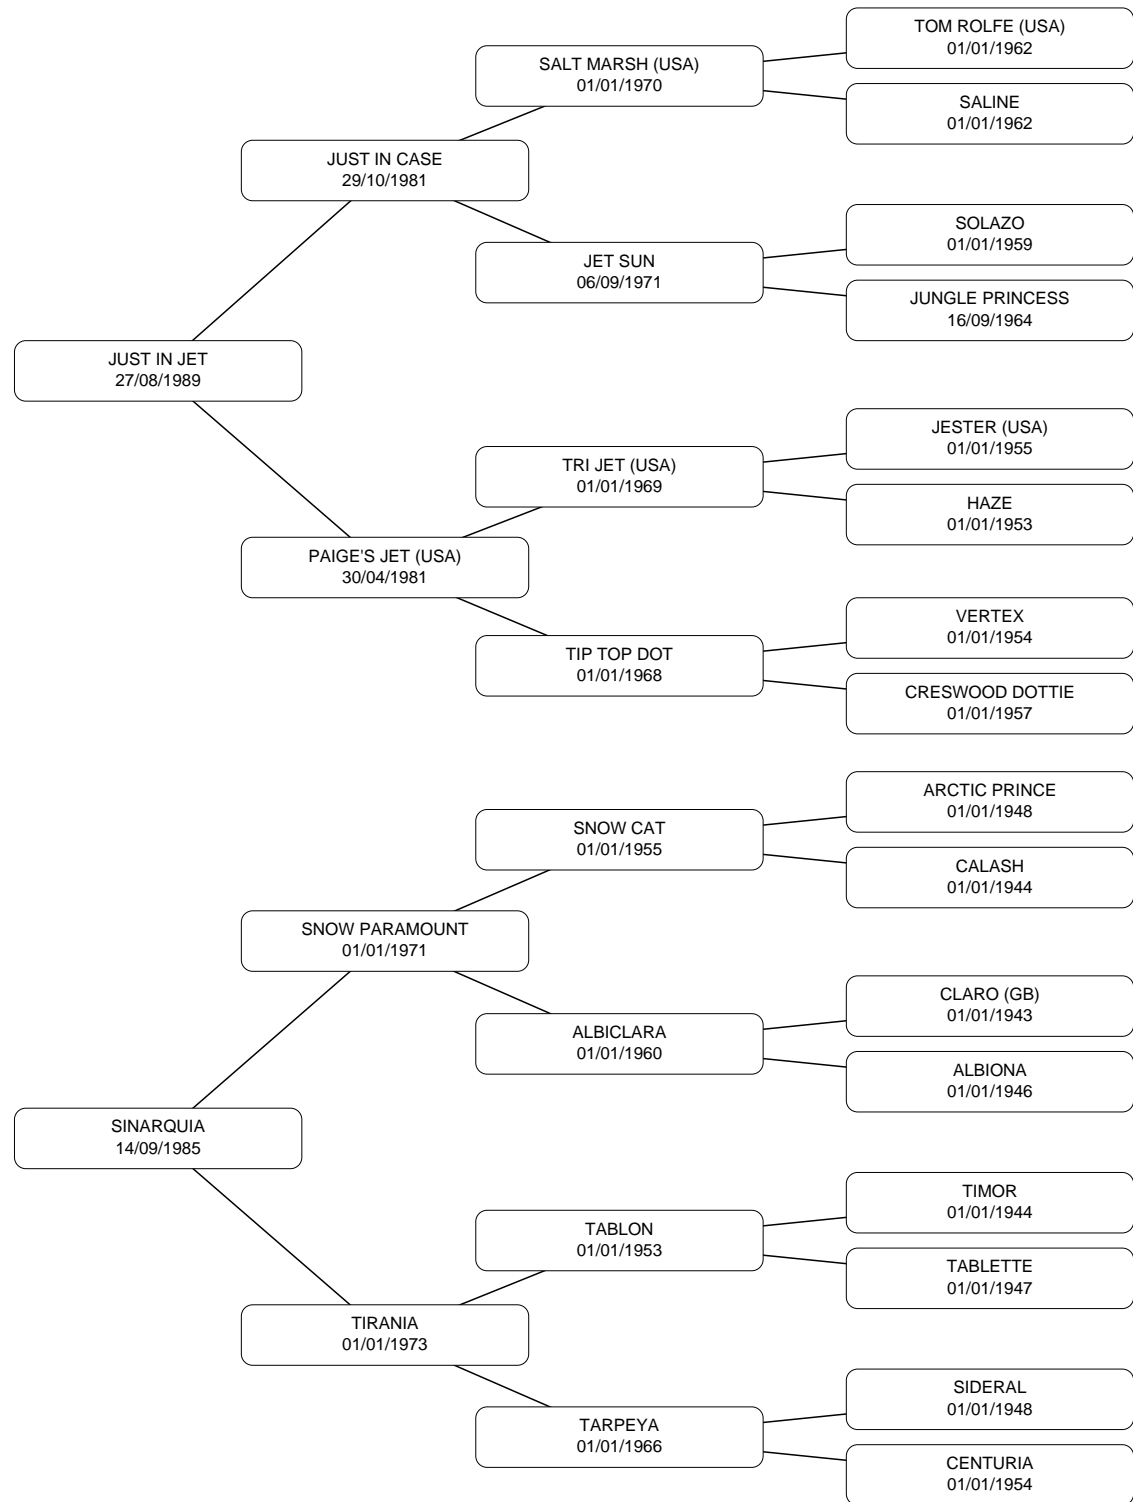 TOM ROLFE (USA)
01/01/1962
SALT MARSH (USA)
01/01/1970
SALINE
01/01/1962
JUST IN CASE
29/10/1981
SOLAZO
01/01/1959
JET SUN
06/09/1971
JUNGLE PRINCESS
16/09/1964
JUST IN JET
27/08/1989
JESTER (USA)
01/01/1955
TRI JET (USA)
01/01/1969
HAZE
01/01/1953
PAIGE'S JET (USA)
30/04/1981
VERTEX
01/01/1954
TIP TOP DOT
01/01/1968
CRESWOOD DOTTIE
01/01/1957
ARCTIC PRINCE
01/01/1948
SNOW CAT
01/01/1955
CALASH
01/01/1944
SNOW PARAMOUNT
01/01/1971
CLARO (GB)
01/01/1943
ALBICLARA
01/01/1960
ALBIONA
01/01/1946
SINARQUIA
14/09/1985
TIMOR
01/01/1944
TABLON
01/01/1953
TABLETTE
01/01/1947
TIRANIA
01/01/1973
SIDERAL
01/01/1948
TARPEYA
01/01/1966
CENTURIA
01/01/1954